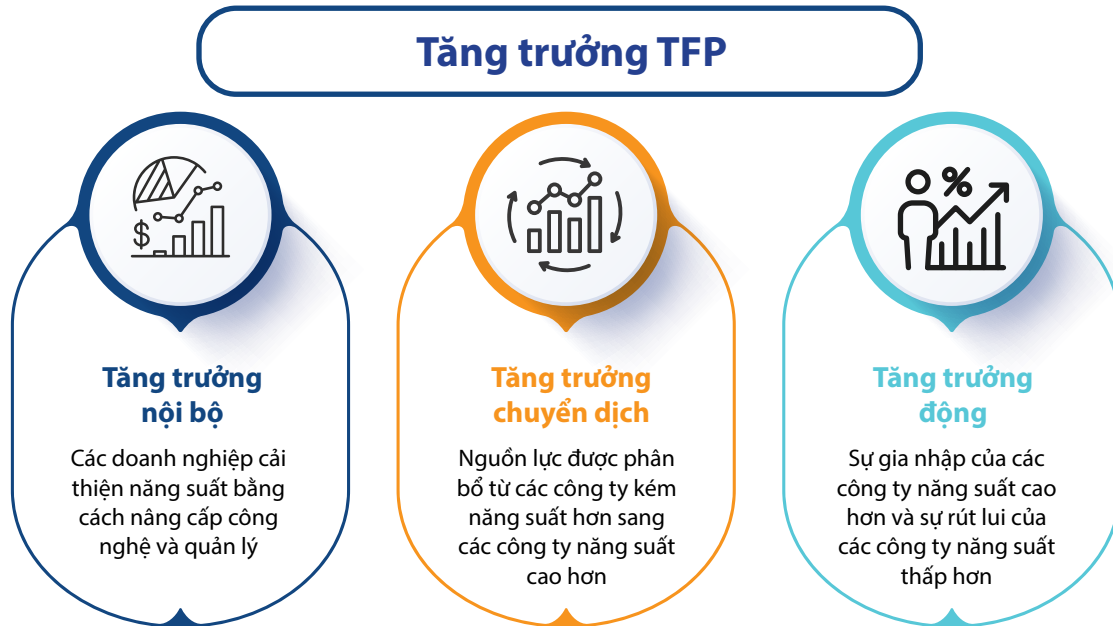 Tăng trưởng TFP
$
%
Tăng trưởng
nội bộ
Các doanh nghiệp cải
thiện năng suất bằng
cách nâng cấp công
nghệ và quản lý
Tăng trưởng
chuyển dịch
Nguồn lực được phân
bổ từ các công ty kém
năng suất hơn sang
các công ty năng suất
cao hơn
Tăng trưởng
động
Sự gia nhập của các
công ty năng suất cao
hơn và sự rút lui của
các công ty năng suất
thấp hơn